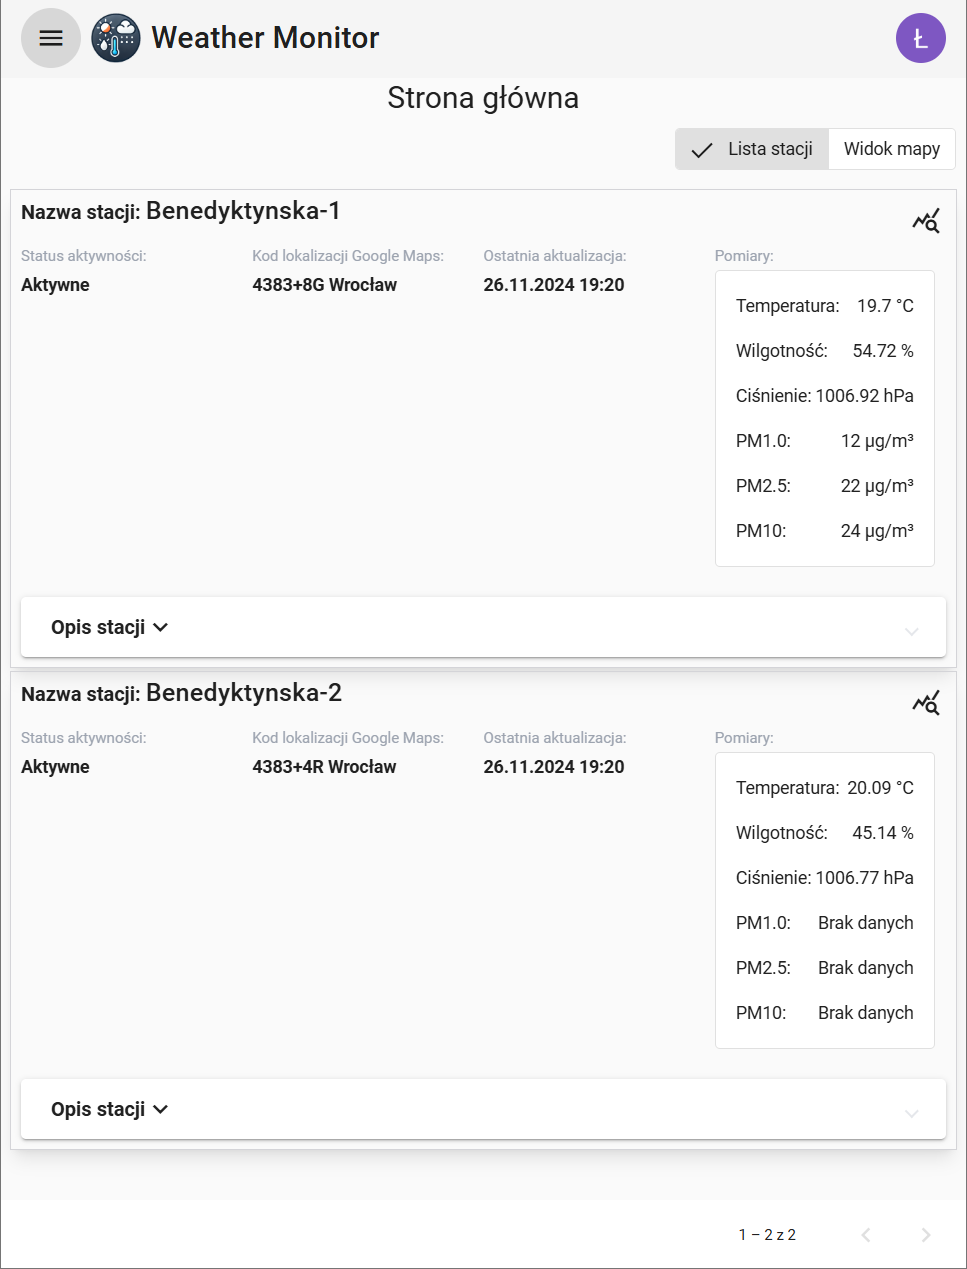 Weather Monitor
Ł
Strona główna
Lista stacji
Widok mapy
Nazwa stacji: Benedyktynska-1
Status aktywności:
Aktywne
Kod lokalizacji Google Maps:
4383+8G Wrocław
Ostatnia aktualizacja:
26.11.2024 19:20
Pomiary:
Temperatura: 19.7 °C
Wilgotność: 54.72 %
Ciśnienie: 1006.92 hPa
PM1.0: 12 µg/m³
PM2.5: 22 µg/m³
PM10: 24 µg/m³
Opis stacji
Nazwa stacji: Benedyktynska-2
Status aktywności:
Aktywne
Kod lokalizacji Google Maps:
4383+4R Wrocław
Ostatnia aktualizacja:
26.11.2024 19:20
Pomiary:
Temperatura: 20.09 °C
Wilgotność: 45.14 %
Ciśnienie: 1006.77 hPa
PM1.0: Brak danych
PM2.5: Brak danych
PM10: Brak danych
Opis stacji
1 – 2 z 2